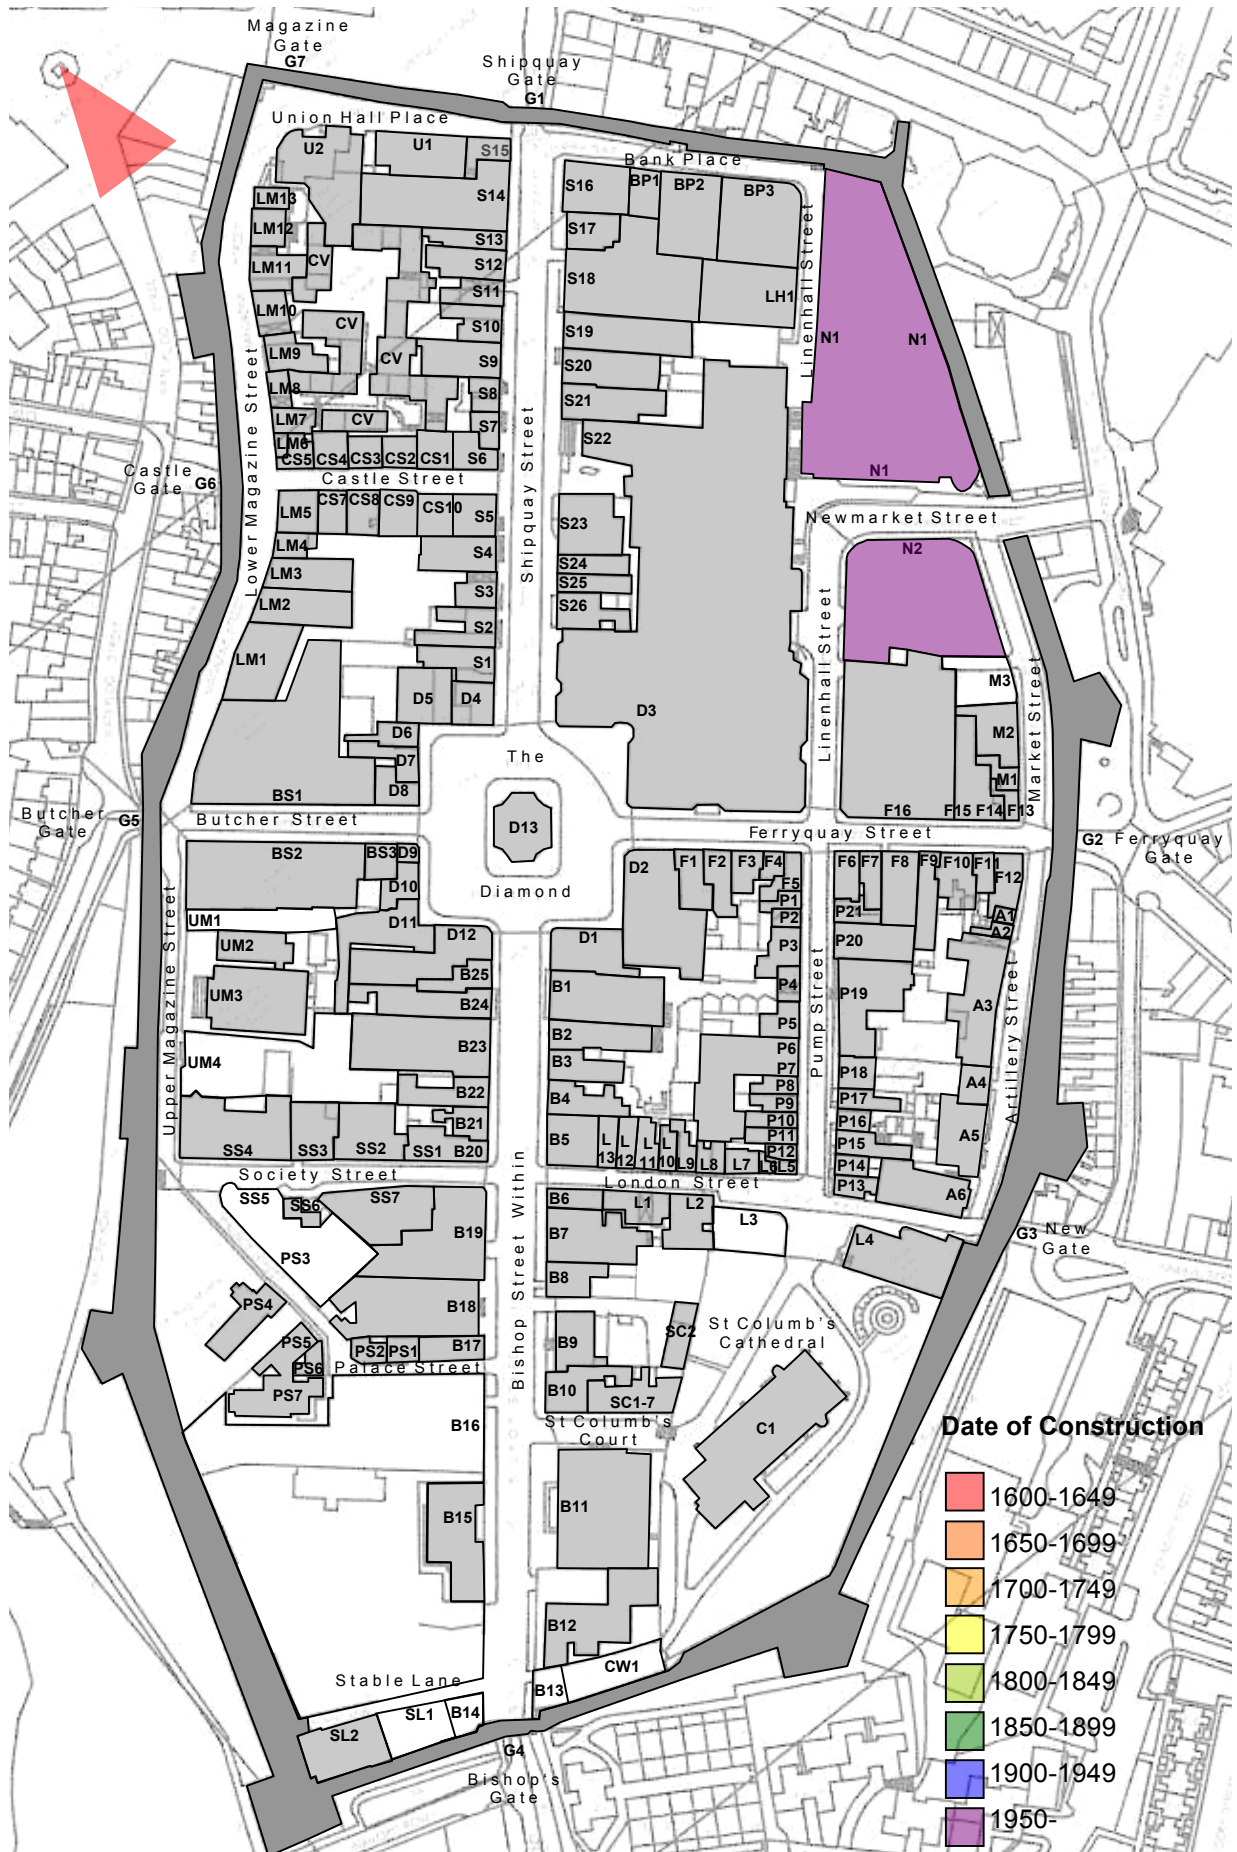 Magazine
Gate
G7
Shipquay
Gate
G1
Union Hall Place
U2
U1
S15
Bank Place
S16
BP1
BP2
BP3
S14
LM13
LM12
S13
S17
LM11
CV
S12
S18
S11
LH1
LM10
CV
S10
S19
N1
N1
Linenhall Street
LM9
CV
S9
S20
LM8
S8
S21
LM7
CV
S7
S22
LM6
CS5
CS4
CS3
CS2
CS1
S6
N1
Castle
Gate
G6
Castle Street
Lower Magazine Street
Shipquay Street
LM5
CS7
CS8
CS9
CS10
S5
S23
Newmarket Street
LM4
S4
N2
LM3
S24
S3
S25
LM2
S26
S2
LM1
S1
Linenhall Street
M3
D5
D4
D3
Market Street
D6
M2
D7
The
M1
D8
BS1
F16
F15
F14
F13
Butcher
Gate
G5
Butcher Street
D13
Ferryquay Street
G2
Ferryquay
Gate
BS2
BS3
D9
Diamond
D2
F1
F2
F3
F4
F5
F6
F7
F8
F9
F10
F11
F12
D10
P1
UM1
D11
P2
P21
A1
A2
UM2
D12
D1
P3
P20
Upper Magazine Street
B25
B1
P4
Pump Street
P19
UM3
B24
A3
Artillery Street
B2
P5
UM4
B23
B3
P6
P7
P18
B22
B4
P8
P9
P17
A4
B21
P10
P16
B5
L
13
L
12
L
11
L
10
L9
L8
L7
L6
L5
P11
P12
P15
A5
SS4
SS3
SS2
SS1
B20
P14
P13
Society Street
London Street
A6
SS5
SS6
SS7
B6
L1
L2
L3
B19
B7
L4
G3
New
Gate
PS3
B8
PS4
B18
Bishop Street Within
St Columb's
Cathedral
SC2
PS5
PS2
PS1
B17
B9
PS6
Palace Street
PS7
B10
SC1-7
B16
St Columb's
Court
C1
Date of Construction
1600-1649
1650-1699
1700-1749
1750-1799
1800-1849
1850-1899
1900-1949
1950-
B15
B11
B12
Stable Lane
CW1
B13
SL2
SL1
B14
G4
Bishop's
Gate